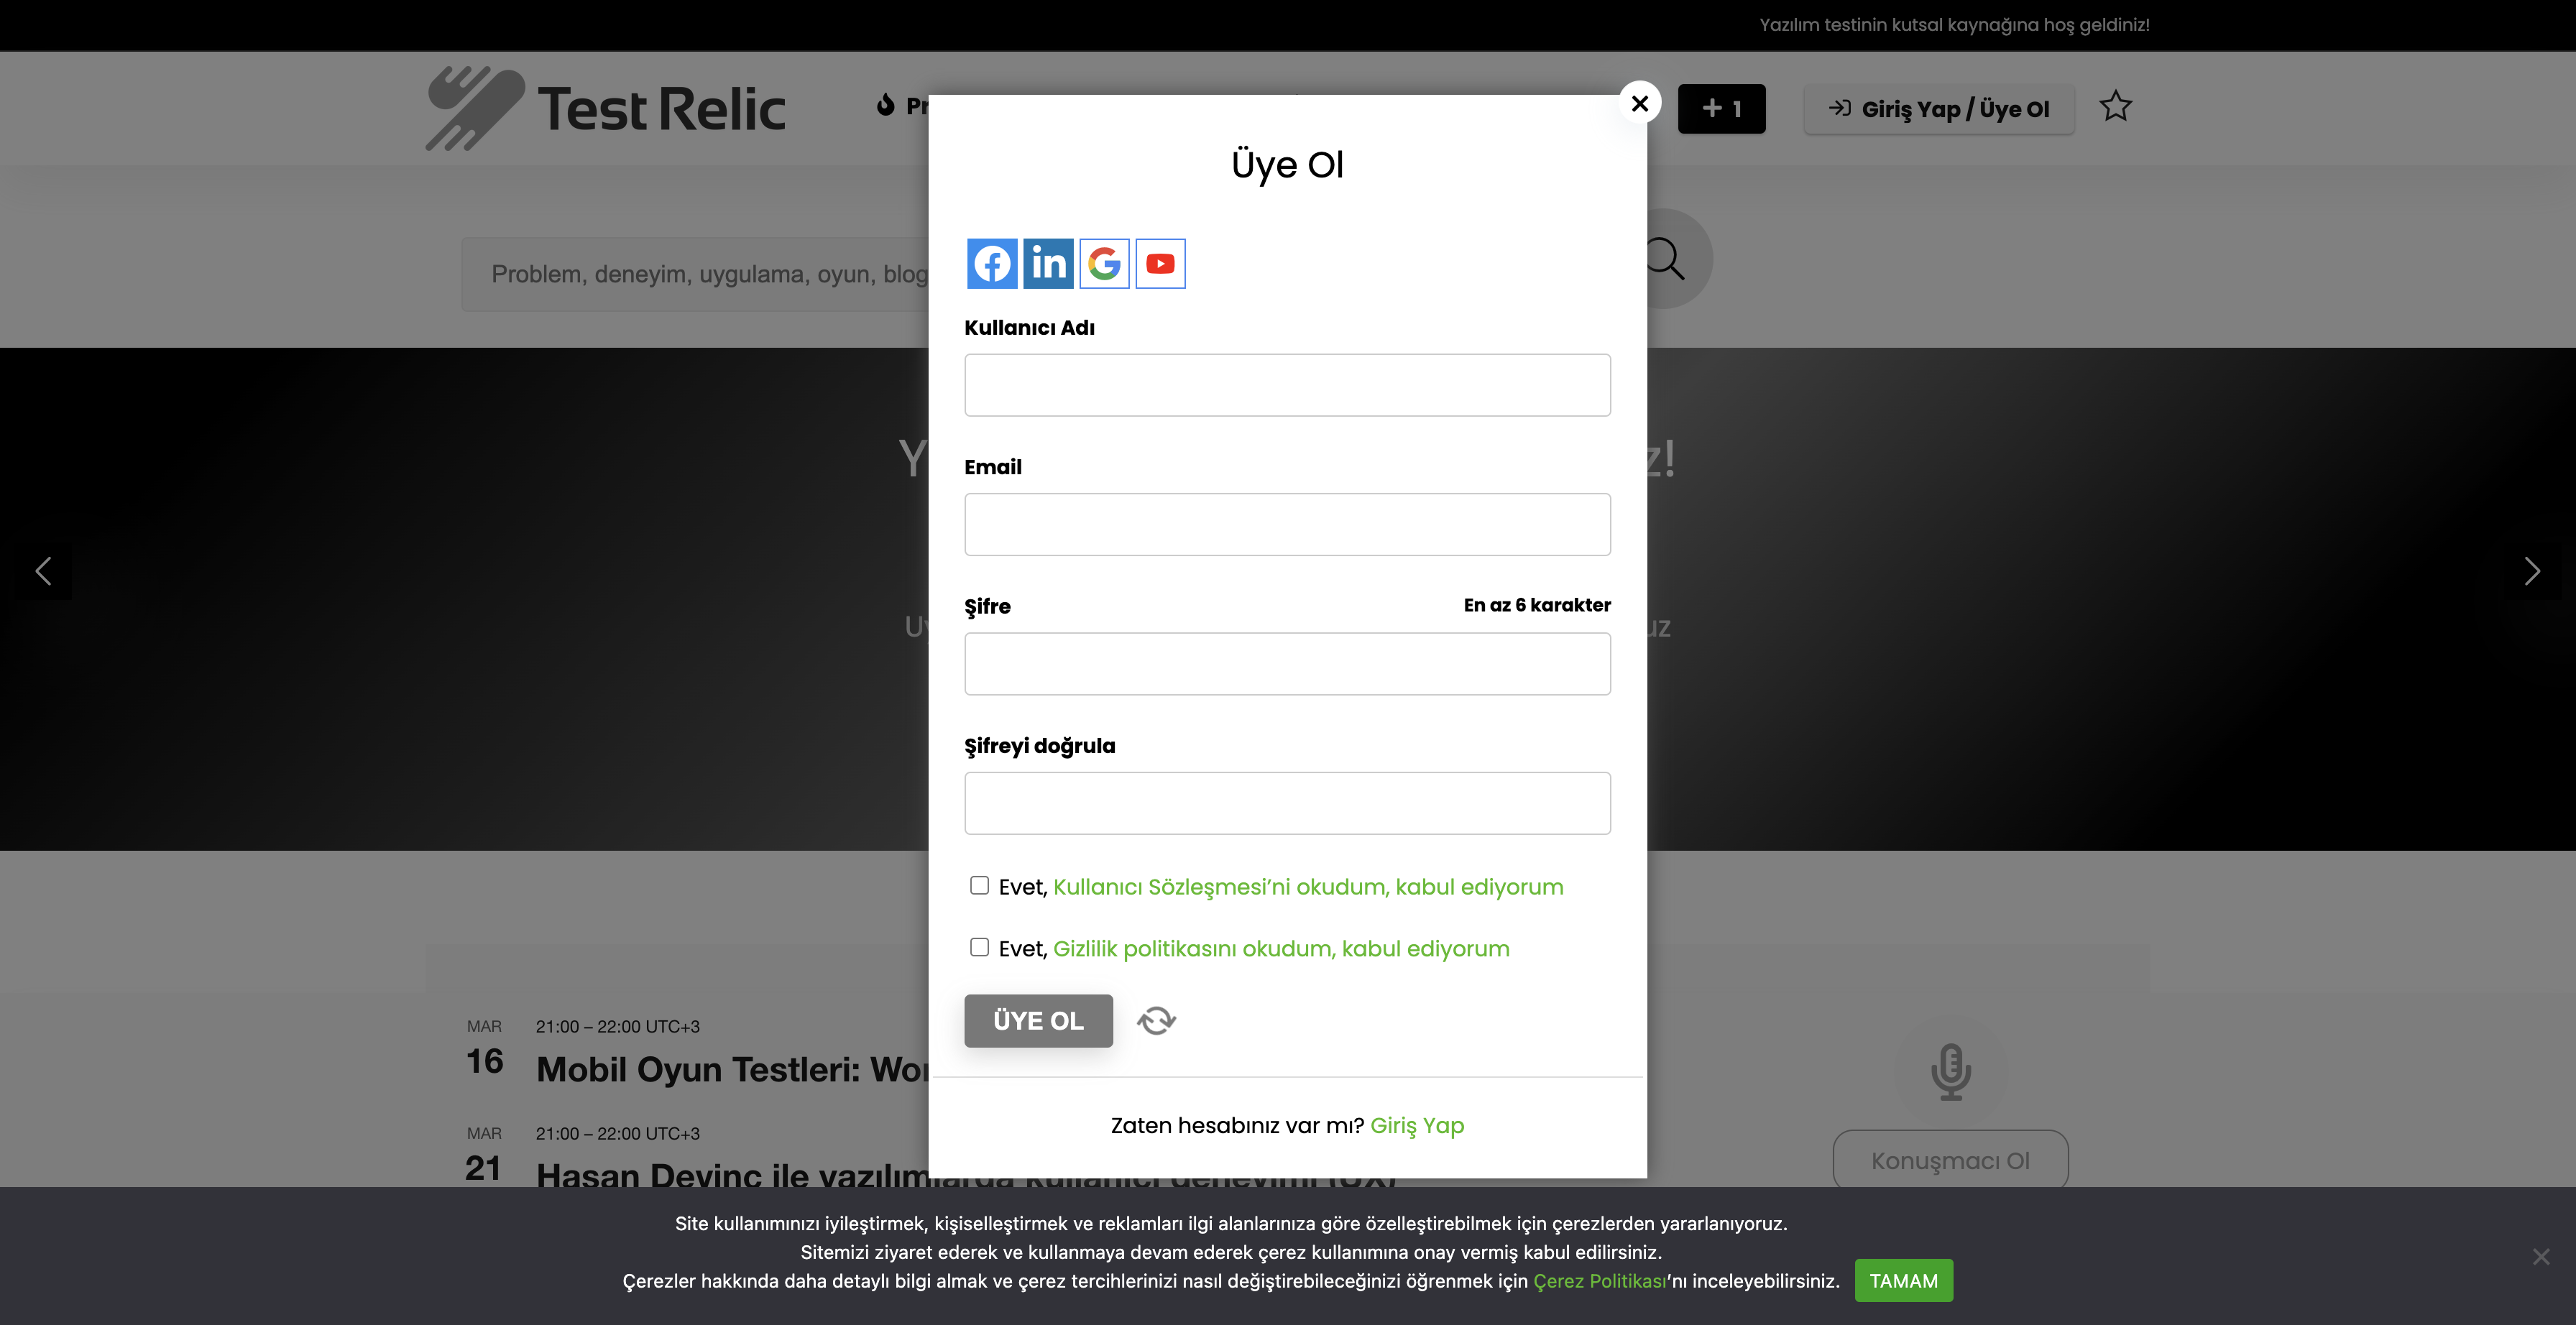 Yazılım testinin kutsal kaynağına hoş geldiniz!
Test Relic
+ 1
Giriş Yap / Üye Ol
Problem, deneyim, uygulama, oyun, blog
Üye Ol
Kullanıcı Adı
Email
Şifre
En az 6 karakter
Şifreyi doğrula
Evet, Kullanıcı Sözleşmesi’ni okudum, kabul ediyorum
Evet, Gizlilik politikasını okudum, kabul ediyorum
ÜYE OL
Zaten hesabınız var mı? Giriş Yap
MAR
16
21:00 – 22:00 UTC+3
Mobil Oyun Testleri:
MAR
21
21:00 – 22:00 UTC+3
Hasan Devinc ile yazılımlarda kullanıcı deneyimi (UX)
Konuşmacı Ol
Site kullanımınızı iyileştirmek, kişiselleştirmek ve reklamları ilgi alanlarınıza göre özelleştirebilmek için çerezlerden yararlanıyoruz.
Sitemizi ziyaret ederek ve kullanmaya devam ederek çerez kullanımına onay vermiş kabul edilirsiniz.
Çerezler hakkında daha detaylı bilgi almak ve çerez tercihlerinizi nasıl değiştirebileceğinizi öğrenmek için Çerez Politikası’nı inceleyebilirsiniz.
TAMAM